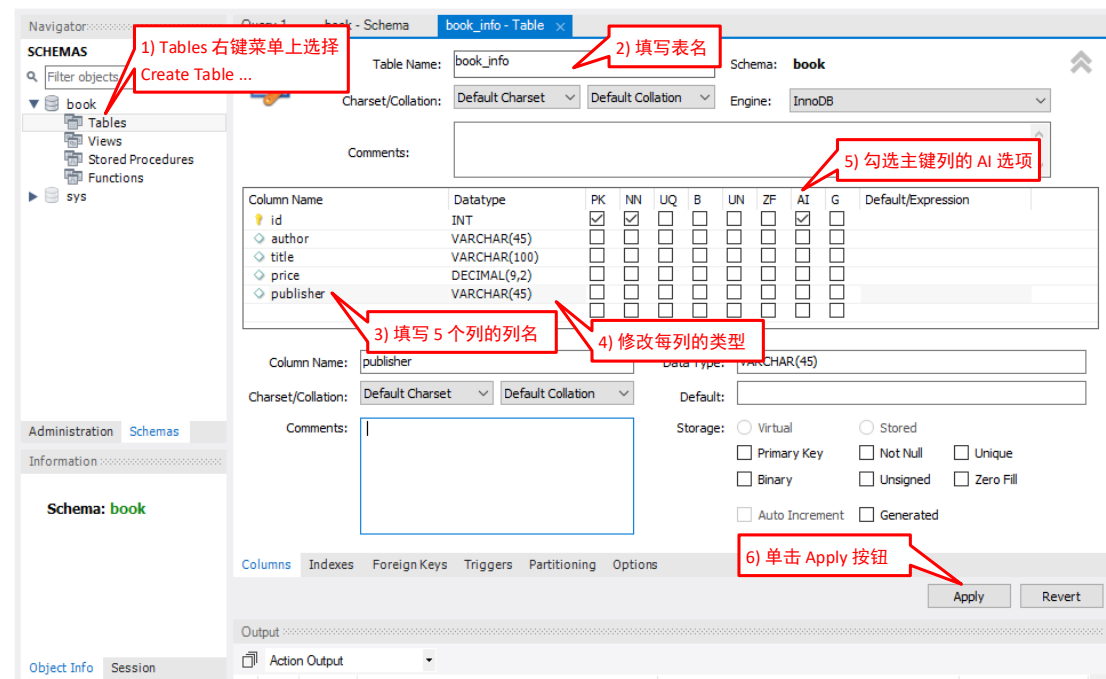 Navigator
book - Schema
book_info - Table
SCHEMAS
Filter objects
book
Tables
Views
Stored Procedures
Functions
sys
1) Tables 右键菜单上选择
Create Table ...
Table Name:
book_info
2) 填写表名
Schema:
book
Charset/Collation:
Default Charset
Default Collation
Engine:
InnoDB
Comments:
5) 勾选主键列的 AI 选项
Column Name Datatype PK NN UQ B UN ZF AI G Default/Expression
id INT
author VARCHAR(45)
title VARCHAR(100)
price DECIMAL(9,2)
publisher VARCHAR(45)
3) 填写 5 个列的列名
4) 修改每列的类型
Column Name:
publisher
Data Type:
VARCHAR(45)
Charset/Collation:
Default Charset
Default Collation
Default:
Comments:
Storage:
Virtual
Stored
Primary Key
Not Null
Unique
Binary
Unsigned
Zero Fill
Auto Increment
Generated
Administration Schemas
Information
Schema: book
6) 单击 Apply 按钮
Columns Indexes Foreign Keys Triggers Partitioning Options
Apply
Revert
Output
Action Output
Object Info Session